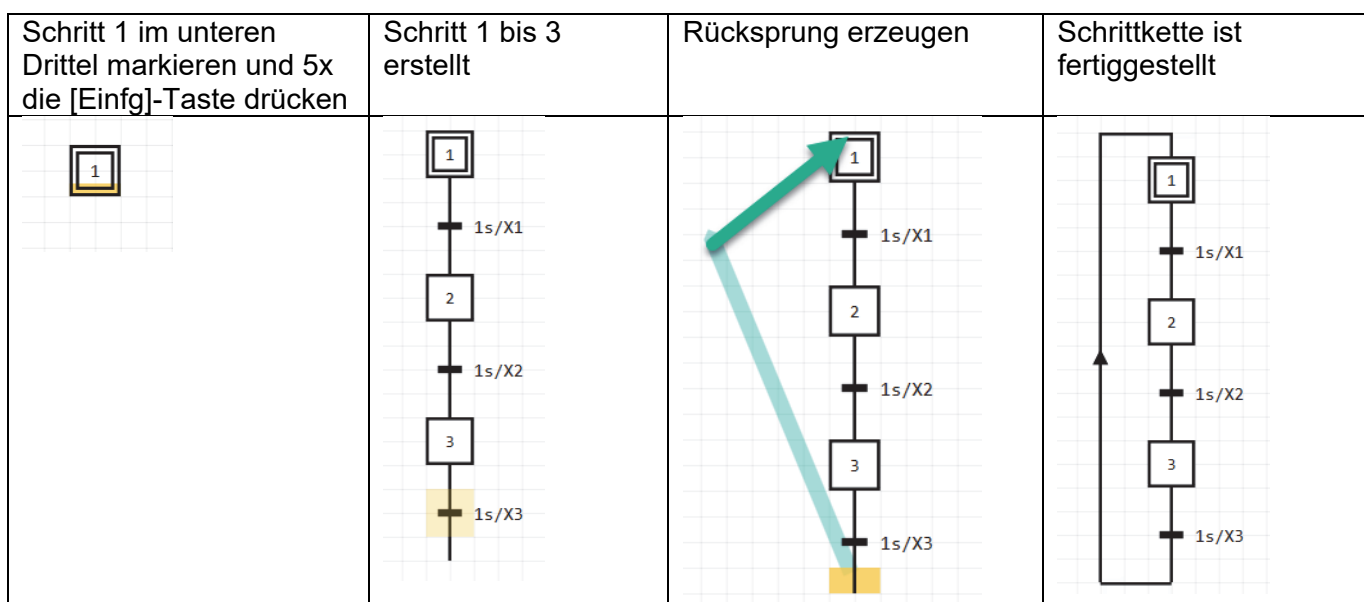 Schritt 1 im unteren
Drittel markieren und 5x
die [Einfg]-Taste drücken
Schritt 1 bis 3
erstellt
Rücksprung erzeugen
Schrittkette ist
fertiggestellt
1
1
1s/X1
2
1s/X2
3
1s/X3
1
1s/X1
2
1s/X2
3
1s/X3
1
1s/X1
2
1s/X2
3
1s/X3